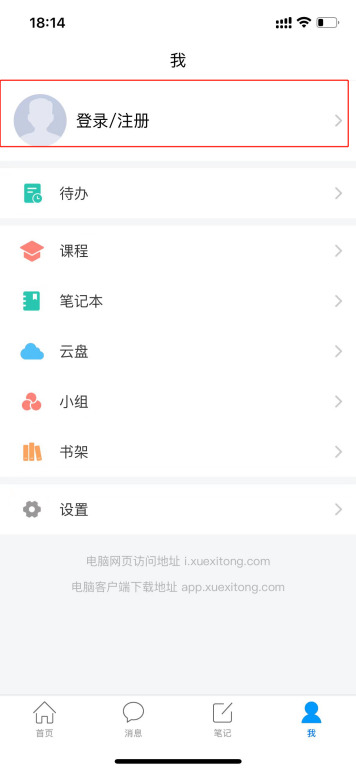 18:14
我
登录/注册
待办
课程
笔记本
云盘
小组
书架
设置
电脑网页访问地址 i.xuexitong.com
电脑客户端下载地址 app.xuexitong.com
首页
消息
笔记
我